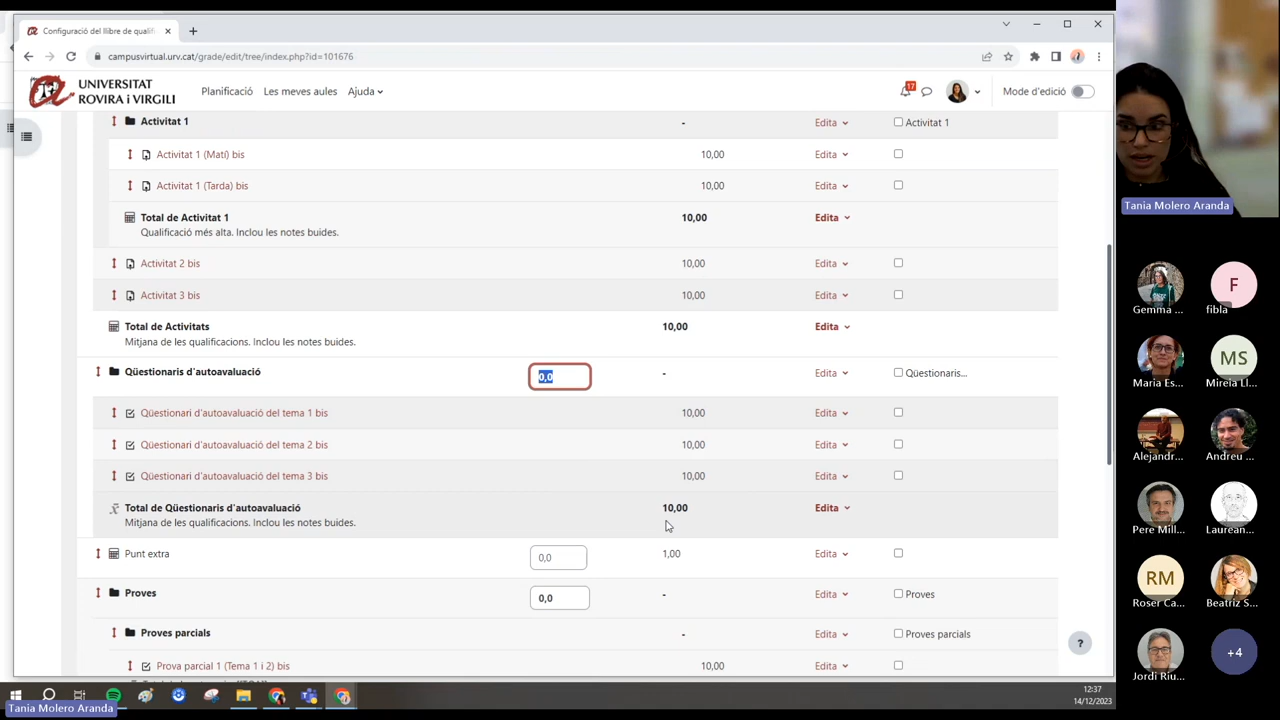 Configuració del llibre de qualifi
campusvirtual.urv.cat/grade/edit/tree/index.php?id=101676
UNIVERSITAT
ROVIRA i VIRGILI
Planificació Les meves aules Ajuda
17
Mode d'edició
Activitat 1 - Edita Activitat 1
Activitat 1 (Matí) bis 10,00 Edita
Activitat 1 (Tarda) bis 10,00 Edita
Total de Activitat 1 10,00 Edita
Qualificació més alta. Inclou les notes buides.
Activitat 2 bis 10,00 Edita
Activitat 3 bis 10,00 Edita
Total de Activitats 10,00 Edita
Mitjana de les qualificacions. Inclou les notes buides.
Qüestionaris d'autoavaluació 0,0 - Edita Qüestionaris...
Qüestionari d'autoavaluació del tema 1 bis 10,00 Edita
Qüestionari d'autoavaluació del tema 2 bis 10,00 Edita
Qüestionari d'autoavaluació del tema 3 bis 10,00 Edita
Total de Qüestionaris d'autoavaluació 10,00 Edita
Mitjana de les qualificacions. Inclou les notes buides.
Punt extra 0,0 1,00 Edita
Proves 0,0 - Edita Proves
Proves parcials - Edita Proves parcials
Prova parcial 1 (Tema 1 i 2) bis 10,00 Edita
?
12:37
14/12/2023
Tania Molero Aranda
Tania Molero Aranda
F
Gemma ... fibla
MS
Maria Es... Mireia Ll...
Alejandr... Andreu ...
Pere Mill... Laurean...
RM
Roser Ca... Beatriz S...
+4
Jordi Riu...